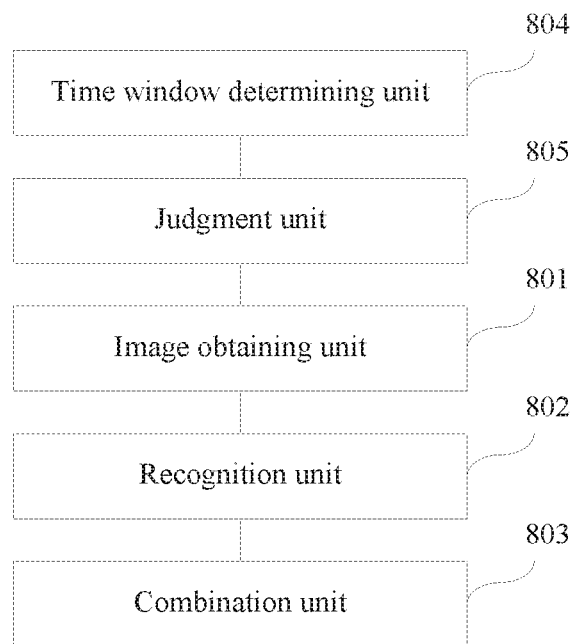 804
Time window determining unit
805
Judgment unit
801
Image obtaining unit
802
Recognition unit
803
Combination unit